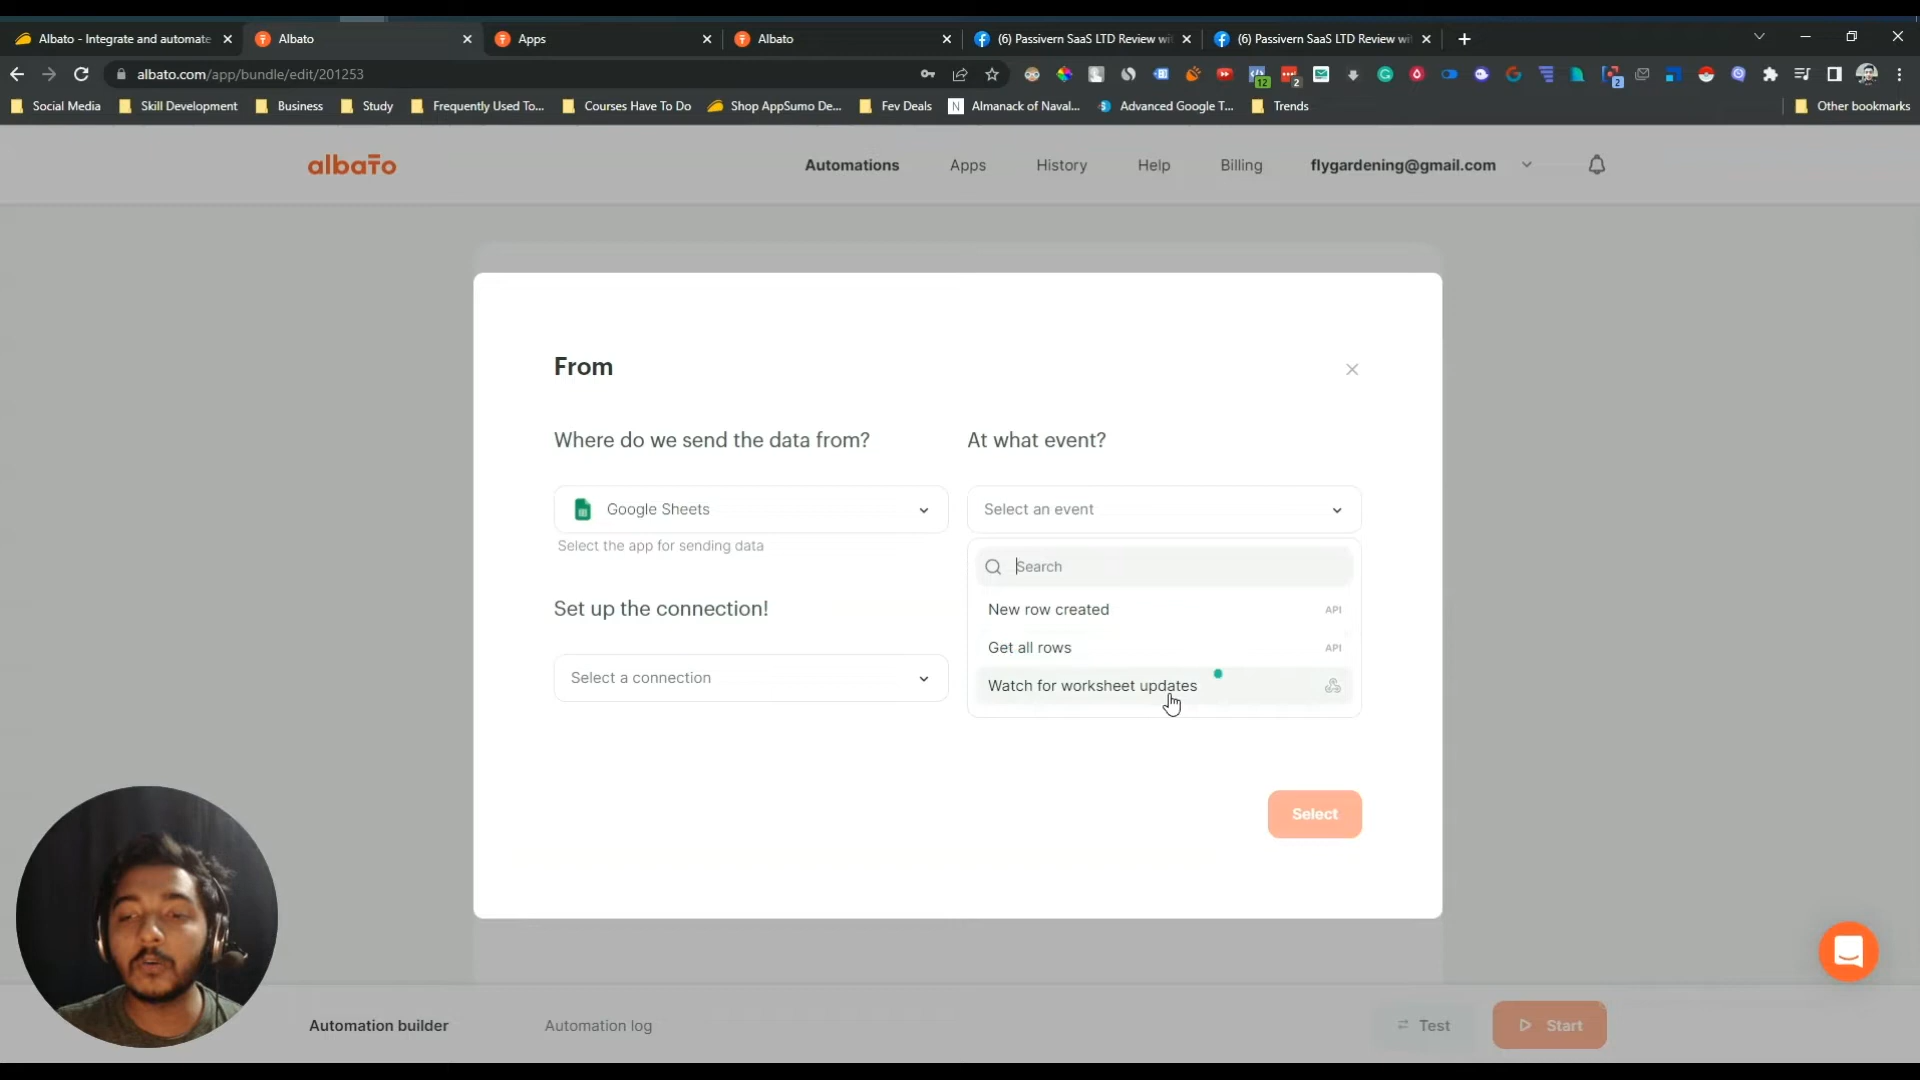 Albato - Integrate and automate
Albato
Apps
Albato
(6) Passivern SaaS LTD Review wi
(6) Passivern SaaS LTD Review wi
albato.com/app/bundle/edit/201253
12
2
2
Social Media
Skill Development
Business
Study
Frequently Used To...
Courses Have To Do
Shop AppSumo De...
Fev Deals
N
Almanack of Naval...
Advanced Google T...
Trends
Other bookmarks
albato
Automations
Apps
History
Help
Billing
flygardening@gmail.com
From
Where do we send the data from?
At what event?
Google Sheets
Select an event
Select the app for sending data
Search
Set up the connection!
New row created
API
Get all rows
API
Select a connection
Watch for worksheet updates
Select
Automation builder
Automation log
Test
Start